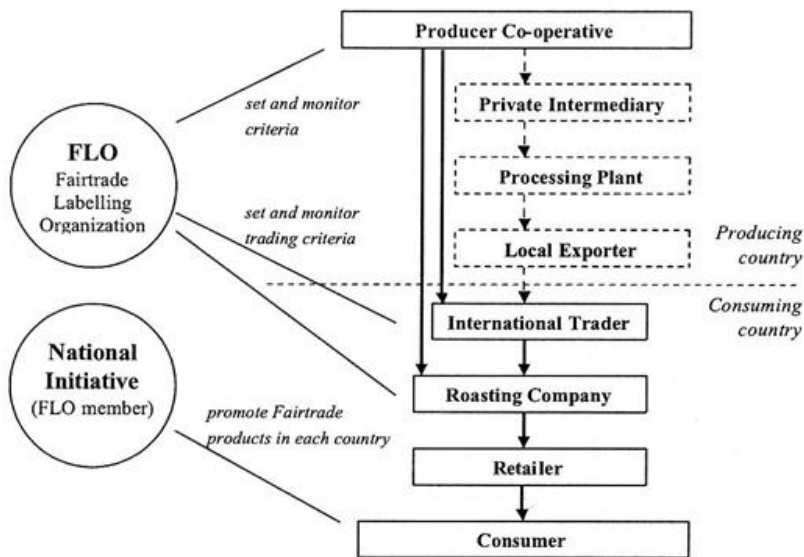 Producer Co-operative
set and monitor
criteria
Private Intermediary
FLO
Fairtrade
Labelling
Organization
Processing Plant
set and monitor
trading criteria
Local Exporter
Producing
country
Consuming
country
International Trader
National
Initiative
(FLO member)
Roasting Company
promote Fairtrade
products in each country
Retailer
Consumer